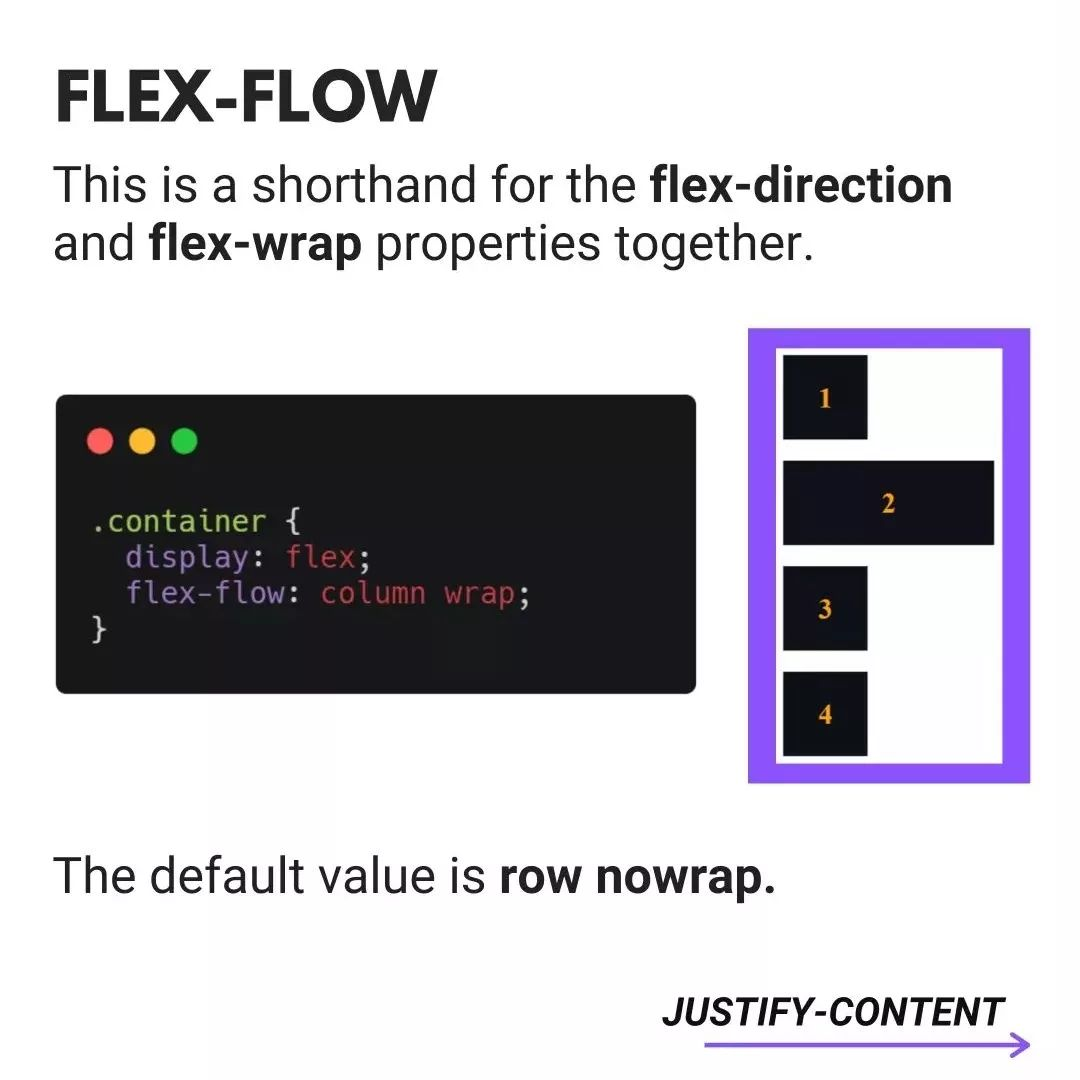 FLEX-FLOW
This is a shorthand for the flex-direction
and flex-wrap properties together.
.container {
  display: flex;
  flex-flow: column wrap;
}
1
2
3
4
The default value is row nowrap.
JUSTIFY-CONTENT